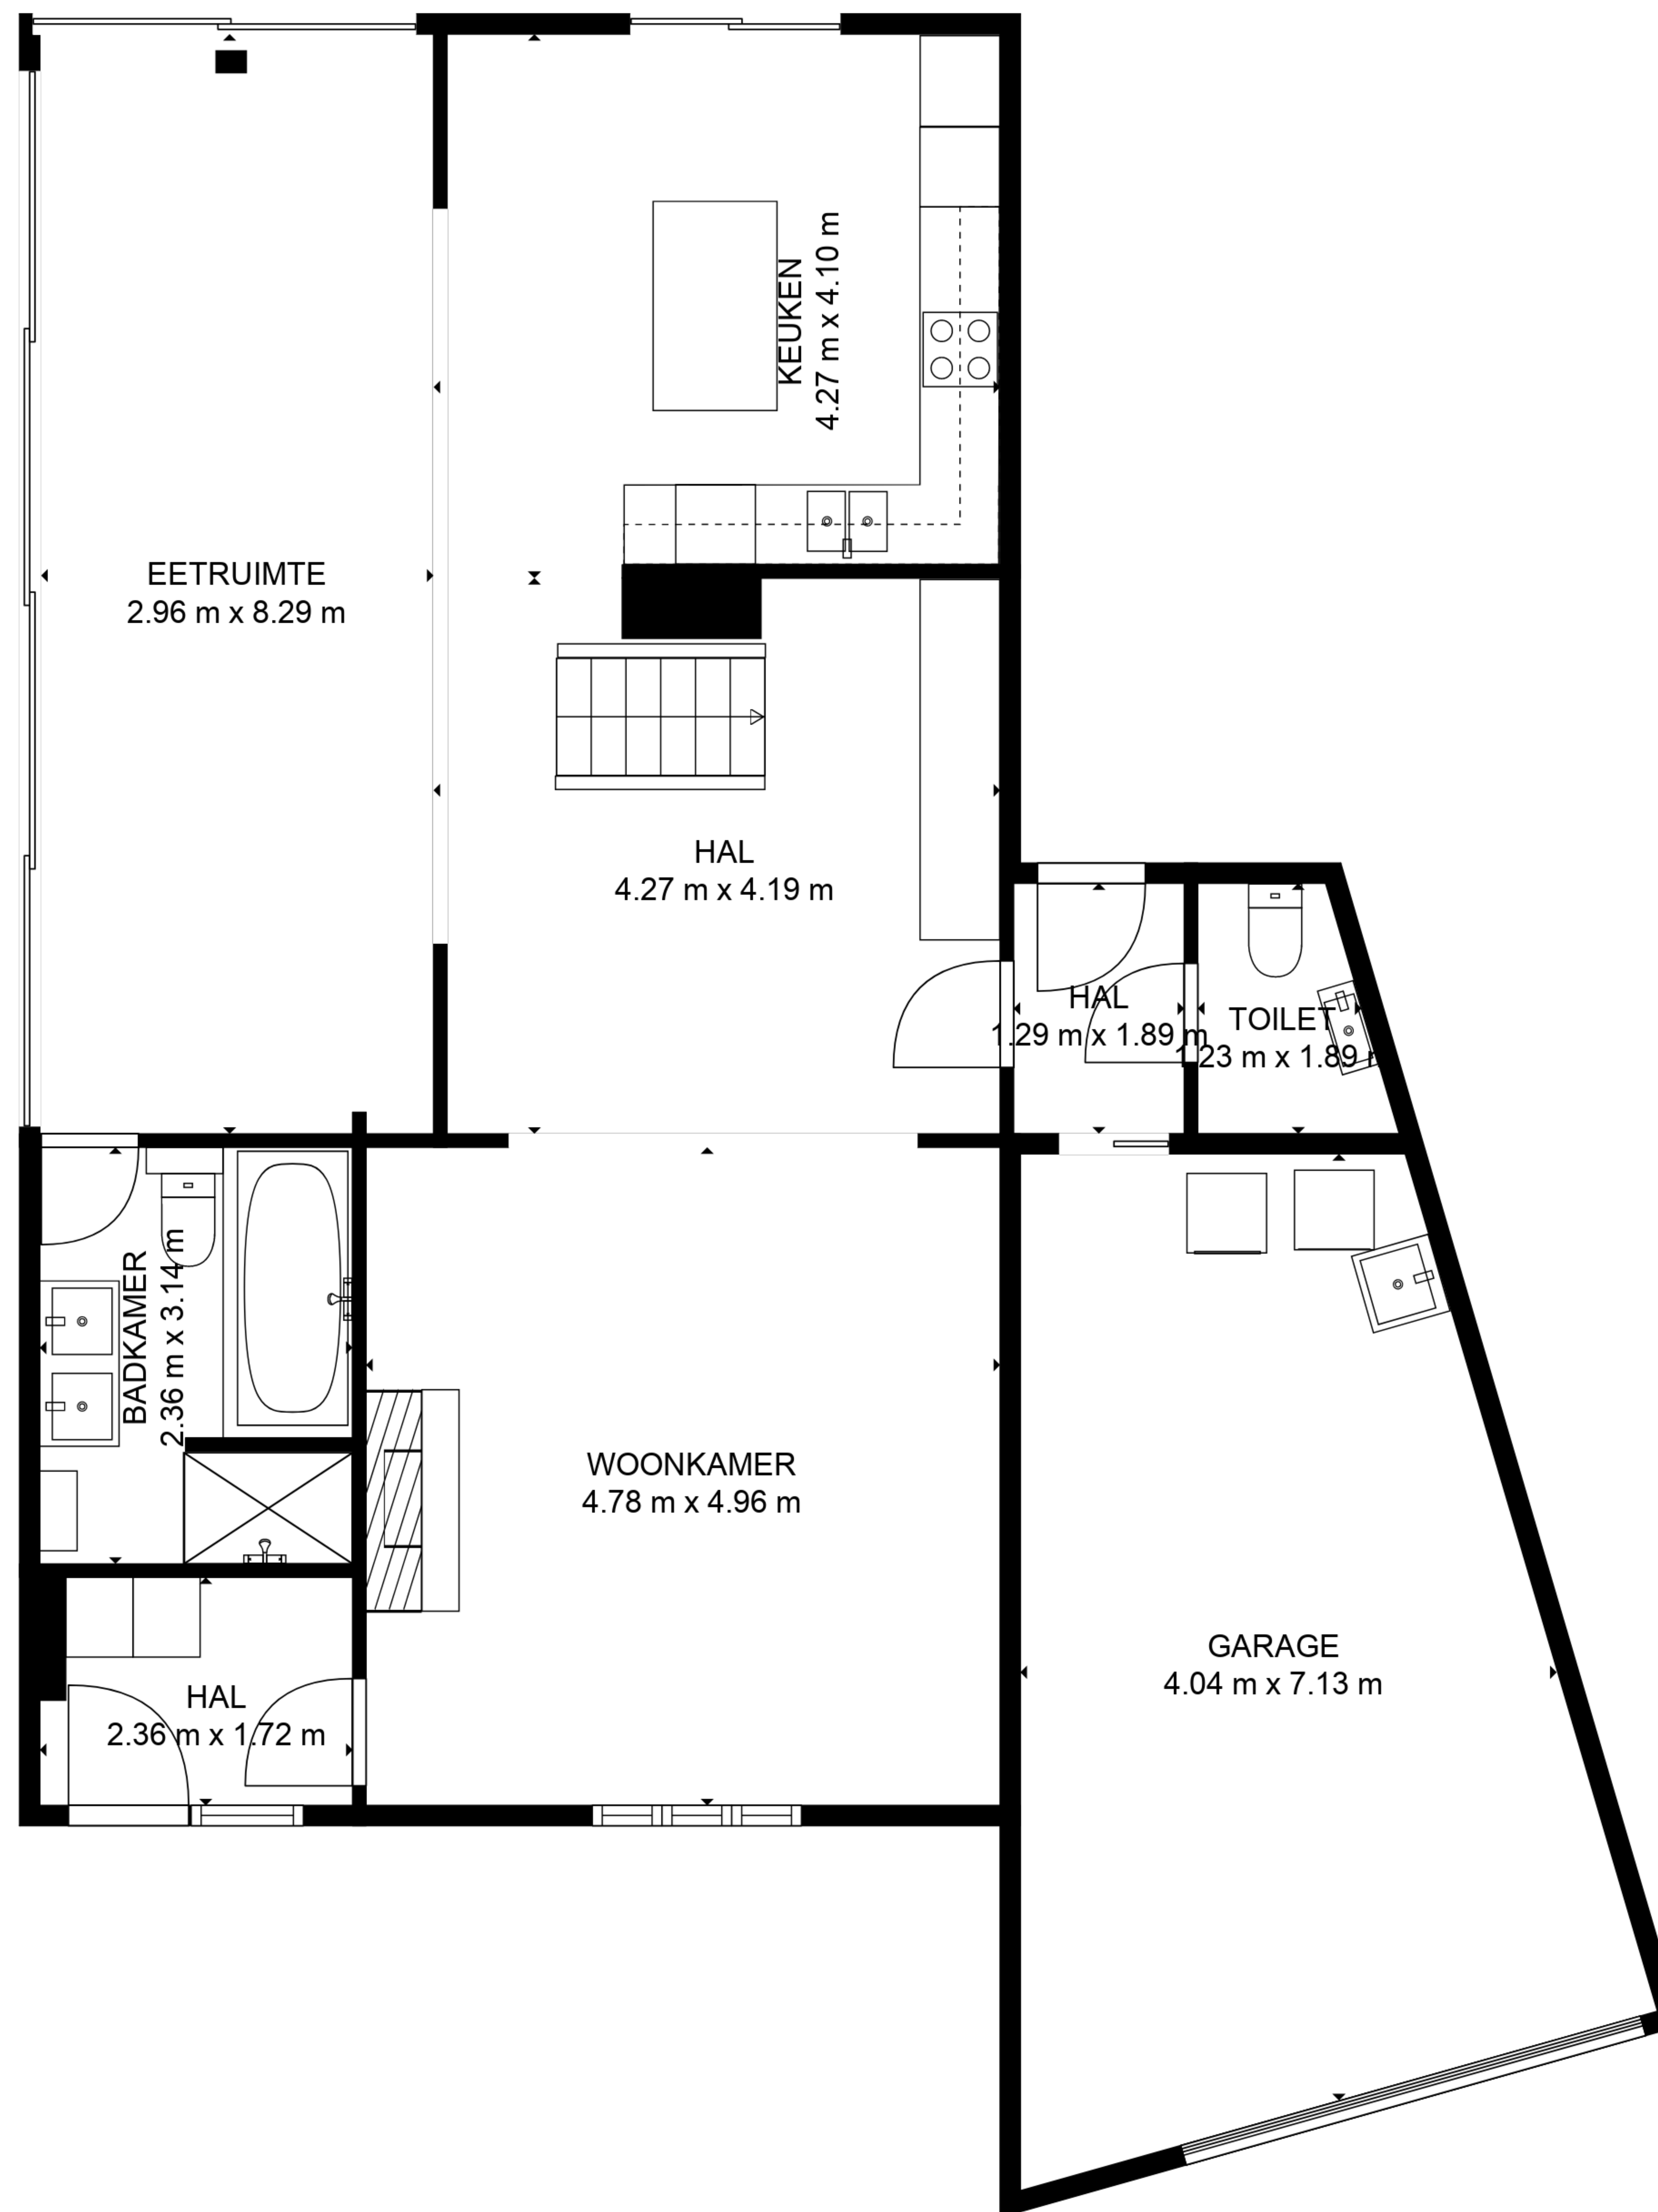 KEUKEN
4.27 m x 4.10 m
EETRUIMTE
2.96 m x 8.29 m
HAL
4.27 m x 4.19 m
HAL
1.29 m x 1.89 m
TOILET
23 m x 1.89
BADKAMER
2.36 m x 3.14 m
WOONKAMER
4.78 m x 4.96 m
GARAGE
4.04 m x 7.13 m
HAL
2.36 m x 1.72 m